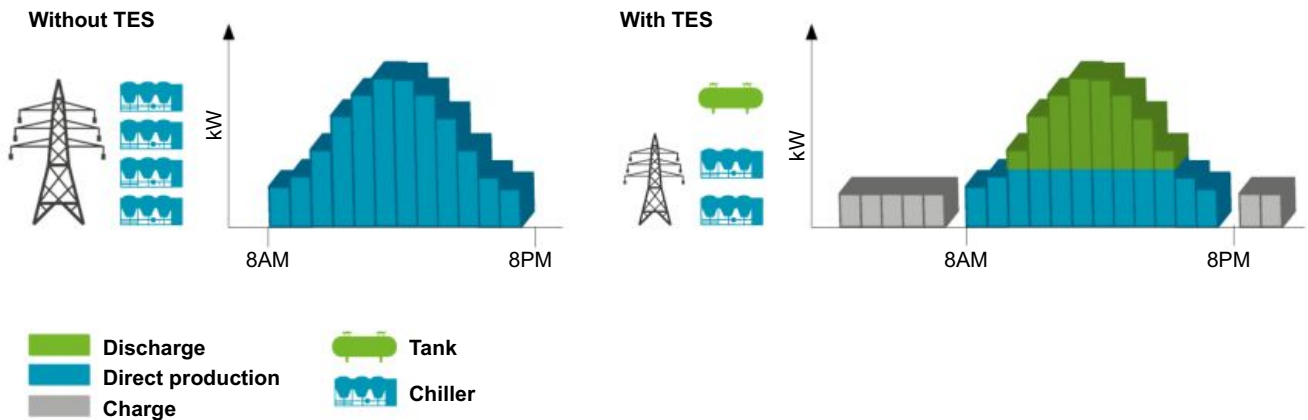 Without TES
With TES
kW
kW
8AM
8PM
8AM
8PM
Discharge
Tank
Direct production
Chiller
Charge